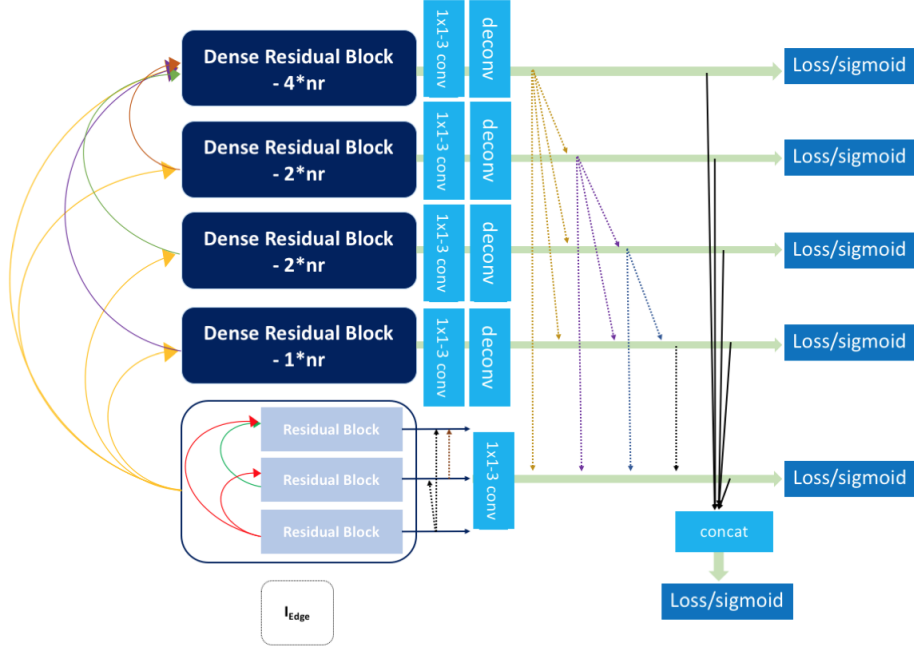 Dense Residual Block
- 4*nr
1x1-3 conv
deconv
Loss/sigmoid
Dense Residual Block
- 2*nr
1x1-3 conv
deconv
Loss/sigmoid
Dense Residual Block
- 2*nr
1x1-3 conv
deconv
Loss/sigmoid
Dense Residual Block
- 1*nr
1x1-3 conv
deconv
Loss/sigmoid
Residual Block
Residual Block
Residual Block
1x1-3 conv
Loss/sigmoid
concat
Loss/sigmoid
I_Edge